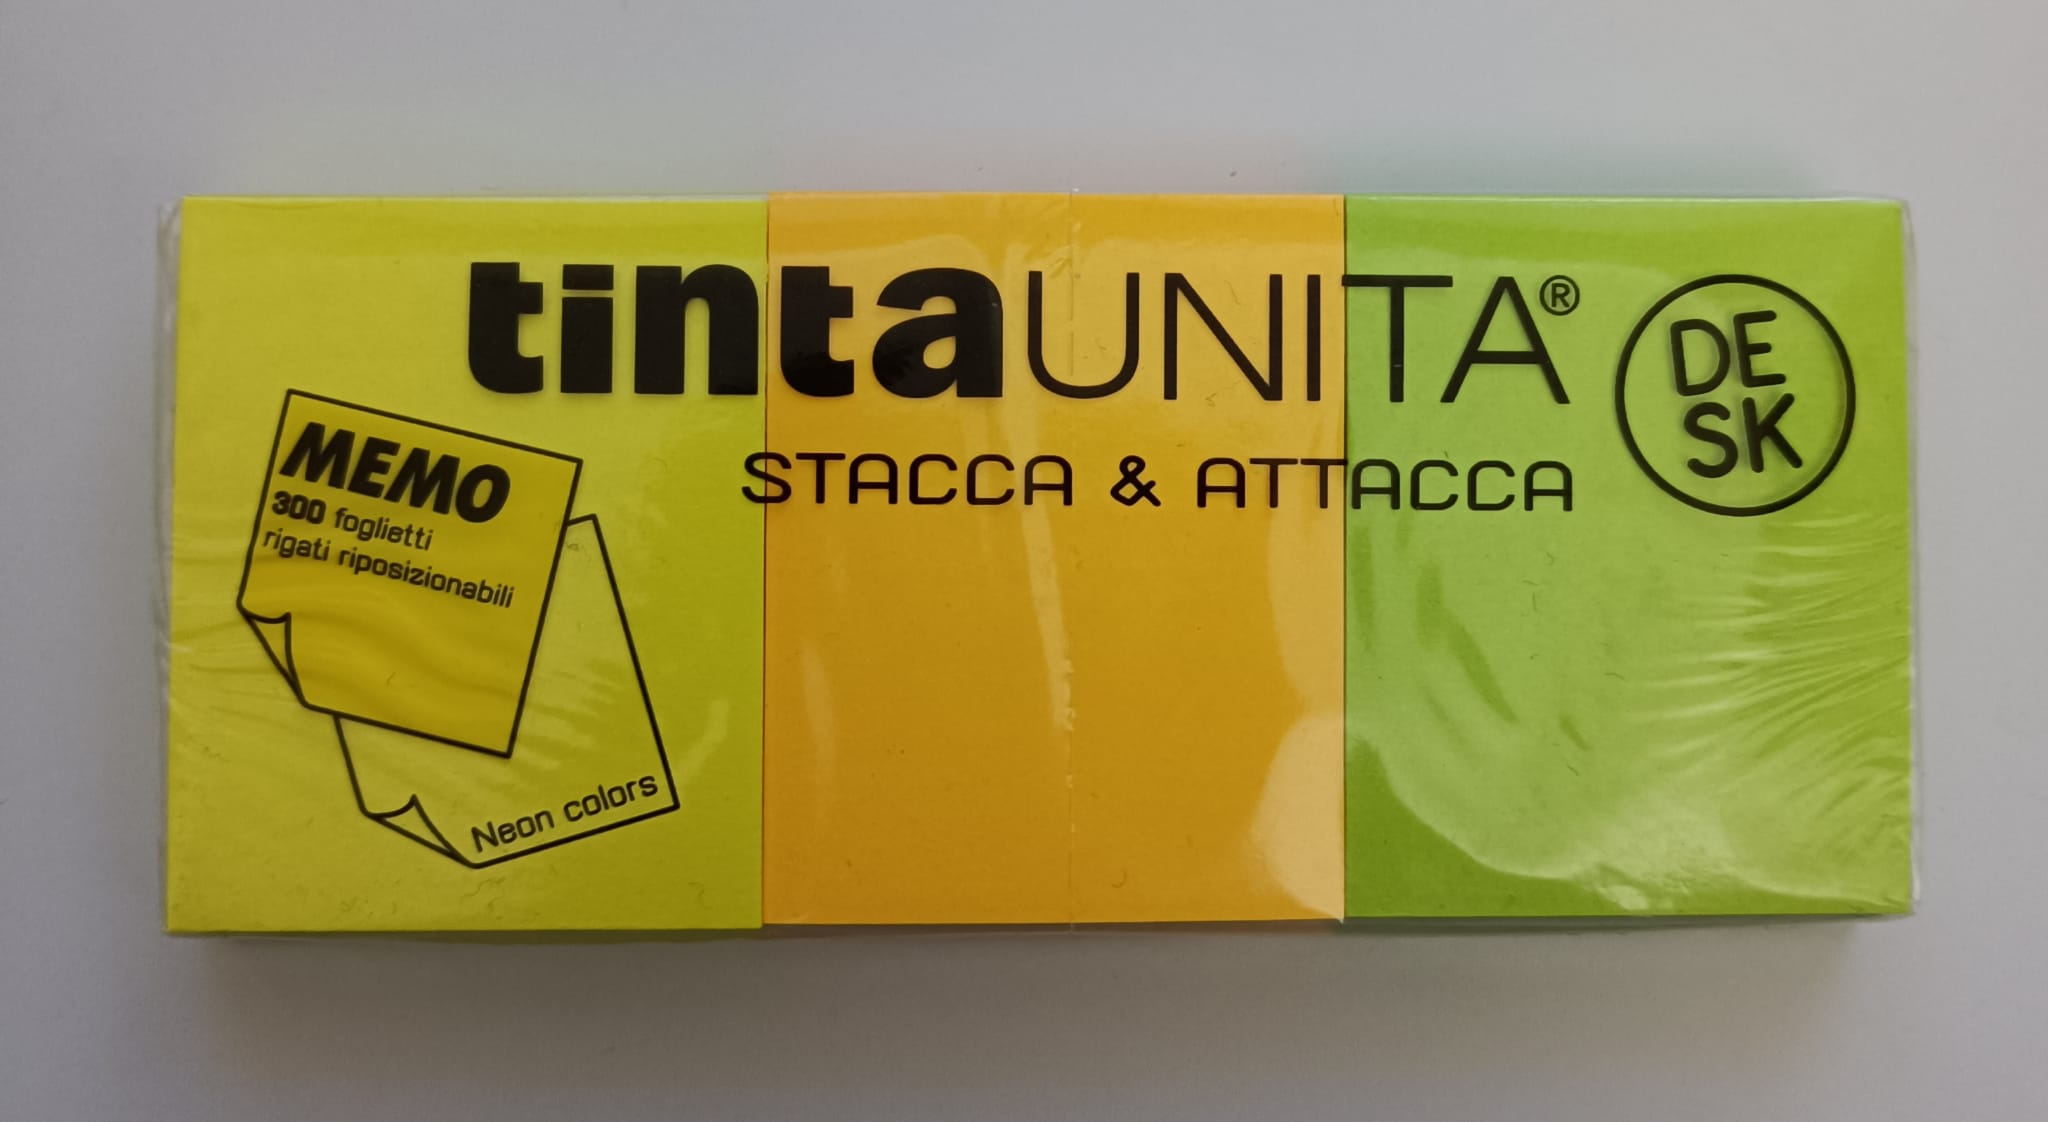 tintaUNITA®
DE
SK
STACCA & ATTACCA
MEMO
300 foglietti
rigati riposizionabili
Neon colors